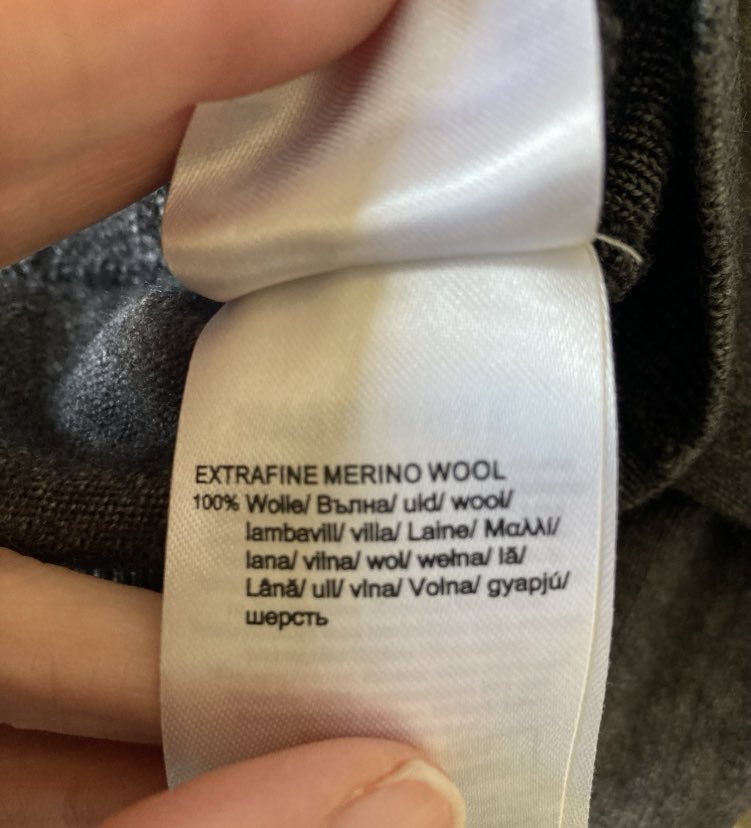 EXTRAFINE MERINO WOOL
100% Wolle/ Вълна/ uld/ wool/
lambavill/ villa/ Laine/ Μαλλί/
lana/ vilna/ wol/ wełna/ lã/
Lână/ ull/ vlna/ Volna/ gyapjú/
шерсть